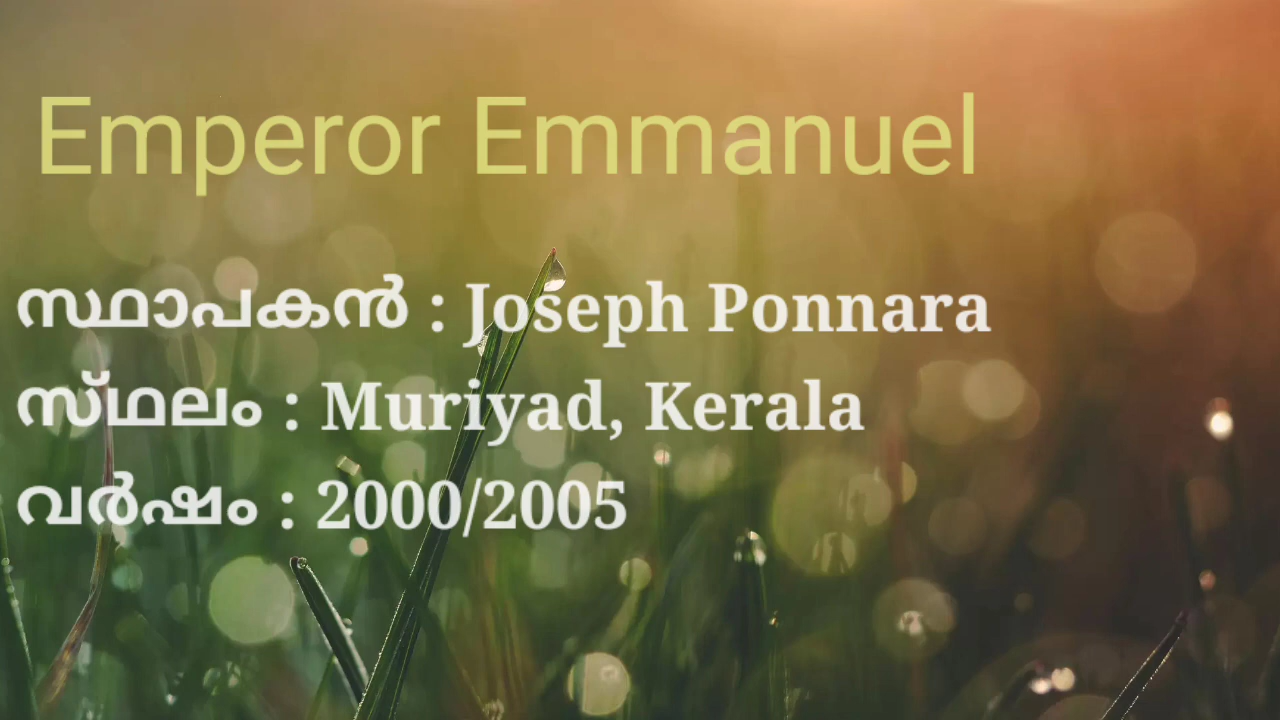 Emperor Emmanuel
സ്ഥാപകൻ : Joseph Ponnara
സ്ഥലം : Muriyad, Kerala
വർഷം : 2000/2005